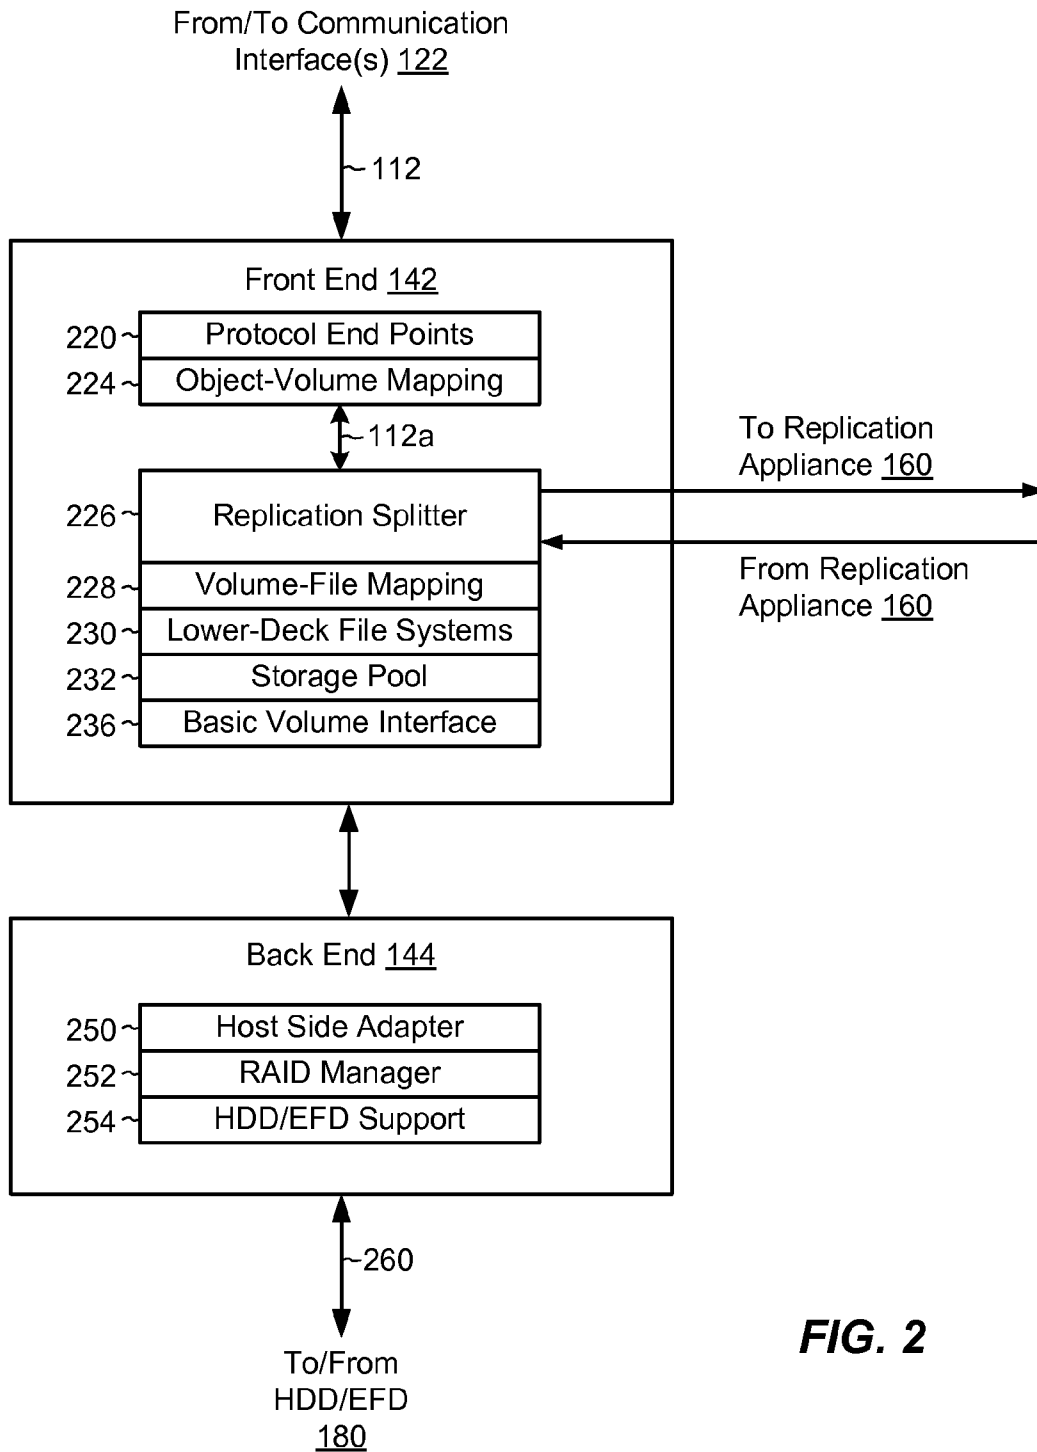 From/To Communication
Interface(s) 122
112
Front End 142
220 Protocol End Points
224 Object-Volume Mapping
112a
To Replication
Appliance 160
226 Replication Splitter
From Replication
Appliance 160
228 Volume-File Mapping
230 Lower-Deck File Systems
232 Storage Pool
236 Basic Volume Interface
Back End 144
250 Host Side Adapter
252 RAID Manager
254 HDD/EFD Support
260
FIG. 2
To/From
HDD/EFD
180